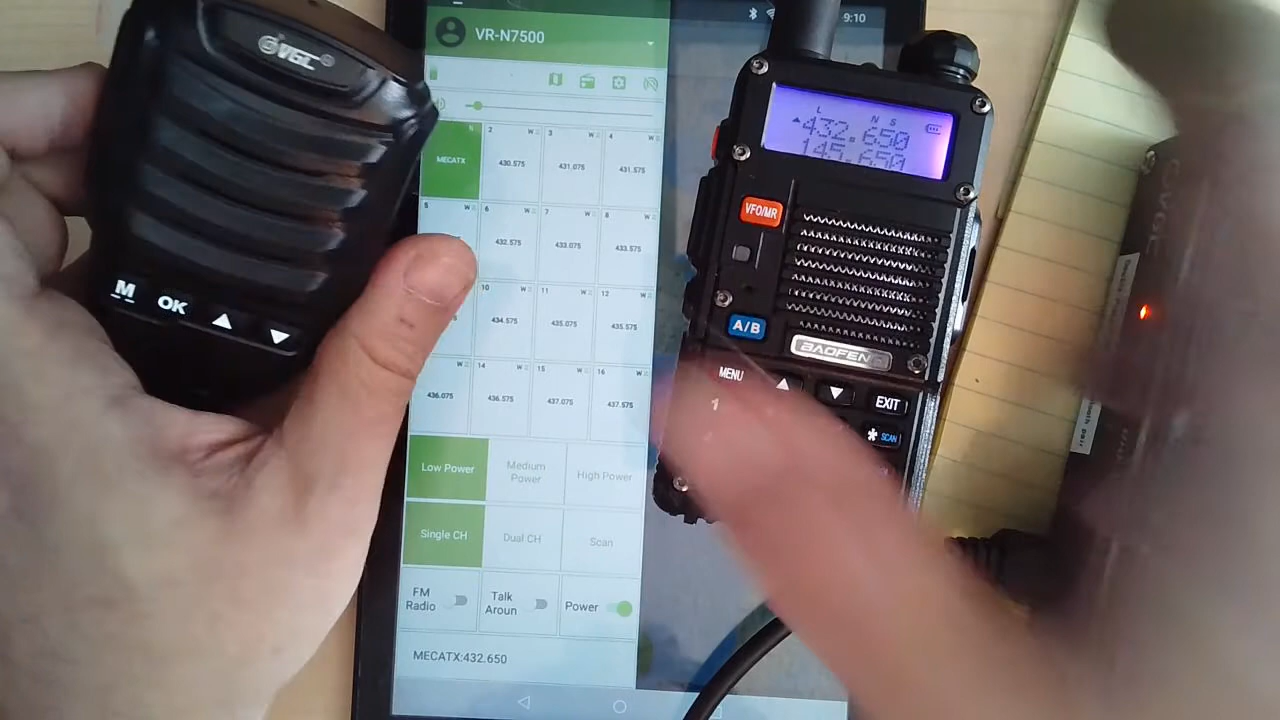 VGC
M OK
VR-N7500
9:10
N
MECATX
2 W
430.575
3 W
431.075
4 W
431.575
5 W
6 W
432.575
7 W
433.075
8 W
433.575
10 W
434.575
11 W
435.075
12 W
435.575
W
436.075
14 W
436.575
15 W
437.075
16 W
437.575
Low Power
Medium
Power
High Power
Single CH
Dual CH
Scan
FM
Radio
Talk
Aroun
Power
MECATX:432.650
L N S
432.650
145.650
VFO/MR
A/B
BAOFENG
MENU
EXIT
1
* SCAN